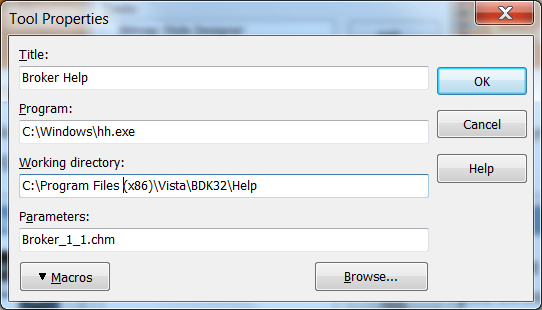 Tool Properties
Title:
Broker Help
OK
Program:
C:\Windows\hh.exe
Cancel
Working directory:
C:\Program Files (x86)\Vista\BDK32\Help
Help
Parameters:
Broker_1_1.chm
▼ Macros
Browse...